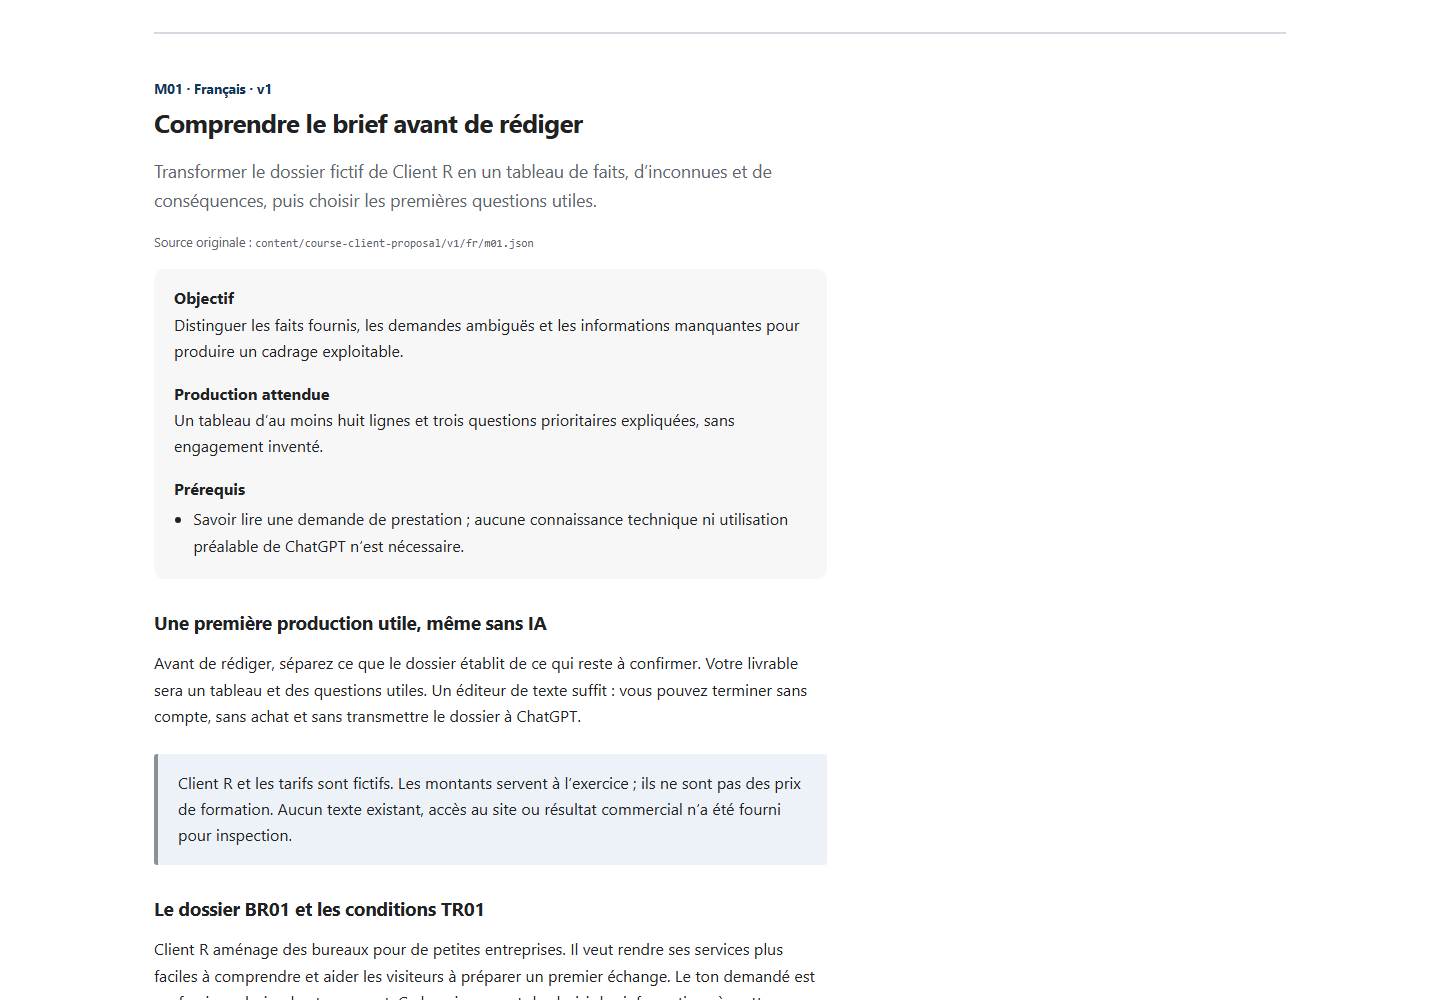 M01 · Français · v1
Comprendre le brief avant de rédiger
Transformer le dossier fictif de Client R en un tableau de faits, d’inconnues et de
conséquences, puis choisir les premières questions utiles.
Source originale : content/course-client-proposal/v1/fr/m01.json
Objectif
Distinguer les faits fournis, les demandes ambiguës et les informations manquantes pour
produire un cadrage exploitable.
Production attendue
Un tableau d’au moins huit lignes et trois questions prioritaires expliquées, sans
engagement inventé.
Prérequis
• Savoir lire une demande de prestation ; aucune connaissance technique ni utilisation
préalable de ChatGPT n’est nécessaire.
Une première production utile, même sans IA
Avant de rédiger, séparez ce que le dossier établit de ce qui reste à confirmer. Votre livrable
sera un tableau et des questions utiles. Un éditeur de texte suffit : vous pouvez terminer sans
compte, sans achat et sans transmettre le dossier à ChatGPT.
Client R et les tarifs sont fictifs. Les montants servent à l’exercice ; ils ne sont pas des prix
de formation. Aucun texte existant, accès au site ou résultat commercial n’a été fourni
pour inspection.
Le dossier BR01 et les conditions TR01
Client R aménage des bureaux pour de petites entreprises. Il veut rendre ses services plus
faciles à comprendre et aider les visiteurs à préparer un premier échange. Le ton demandé est